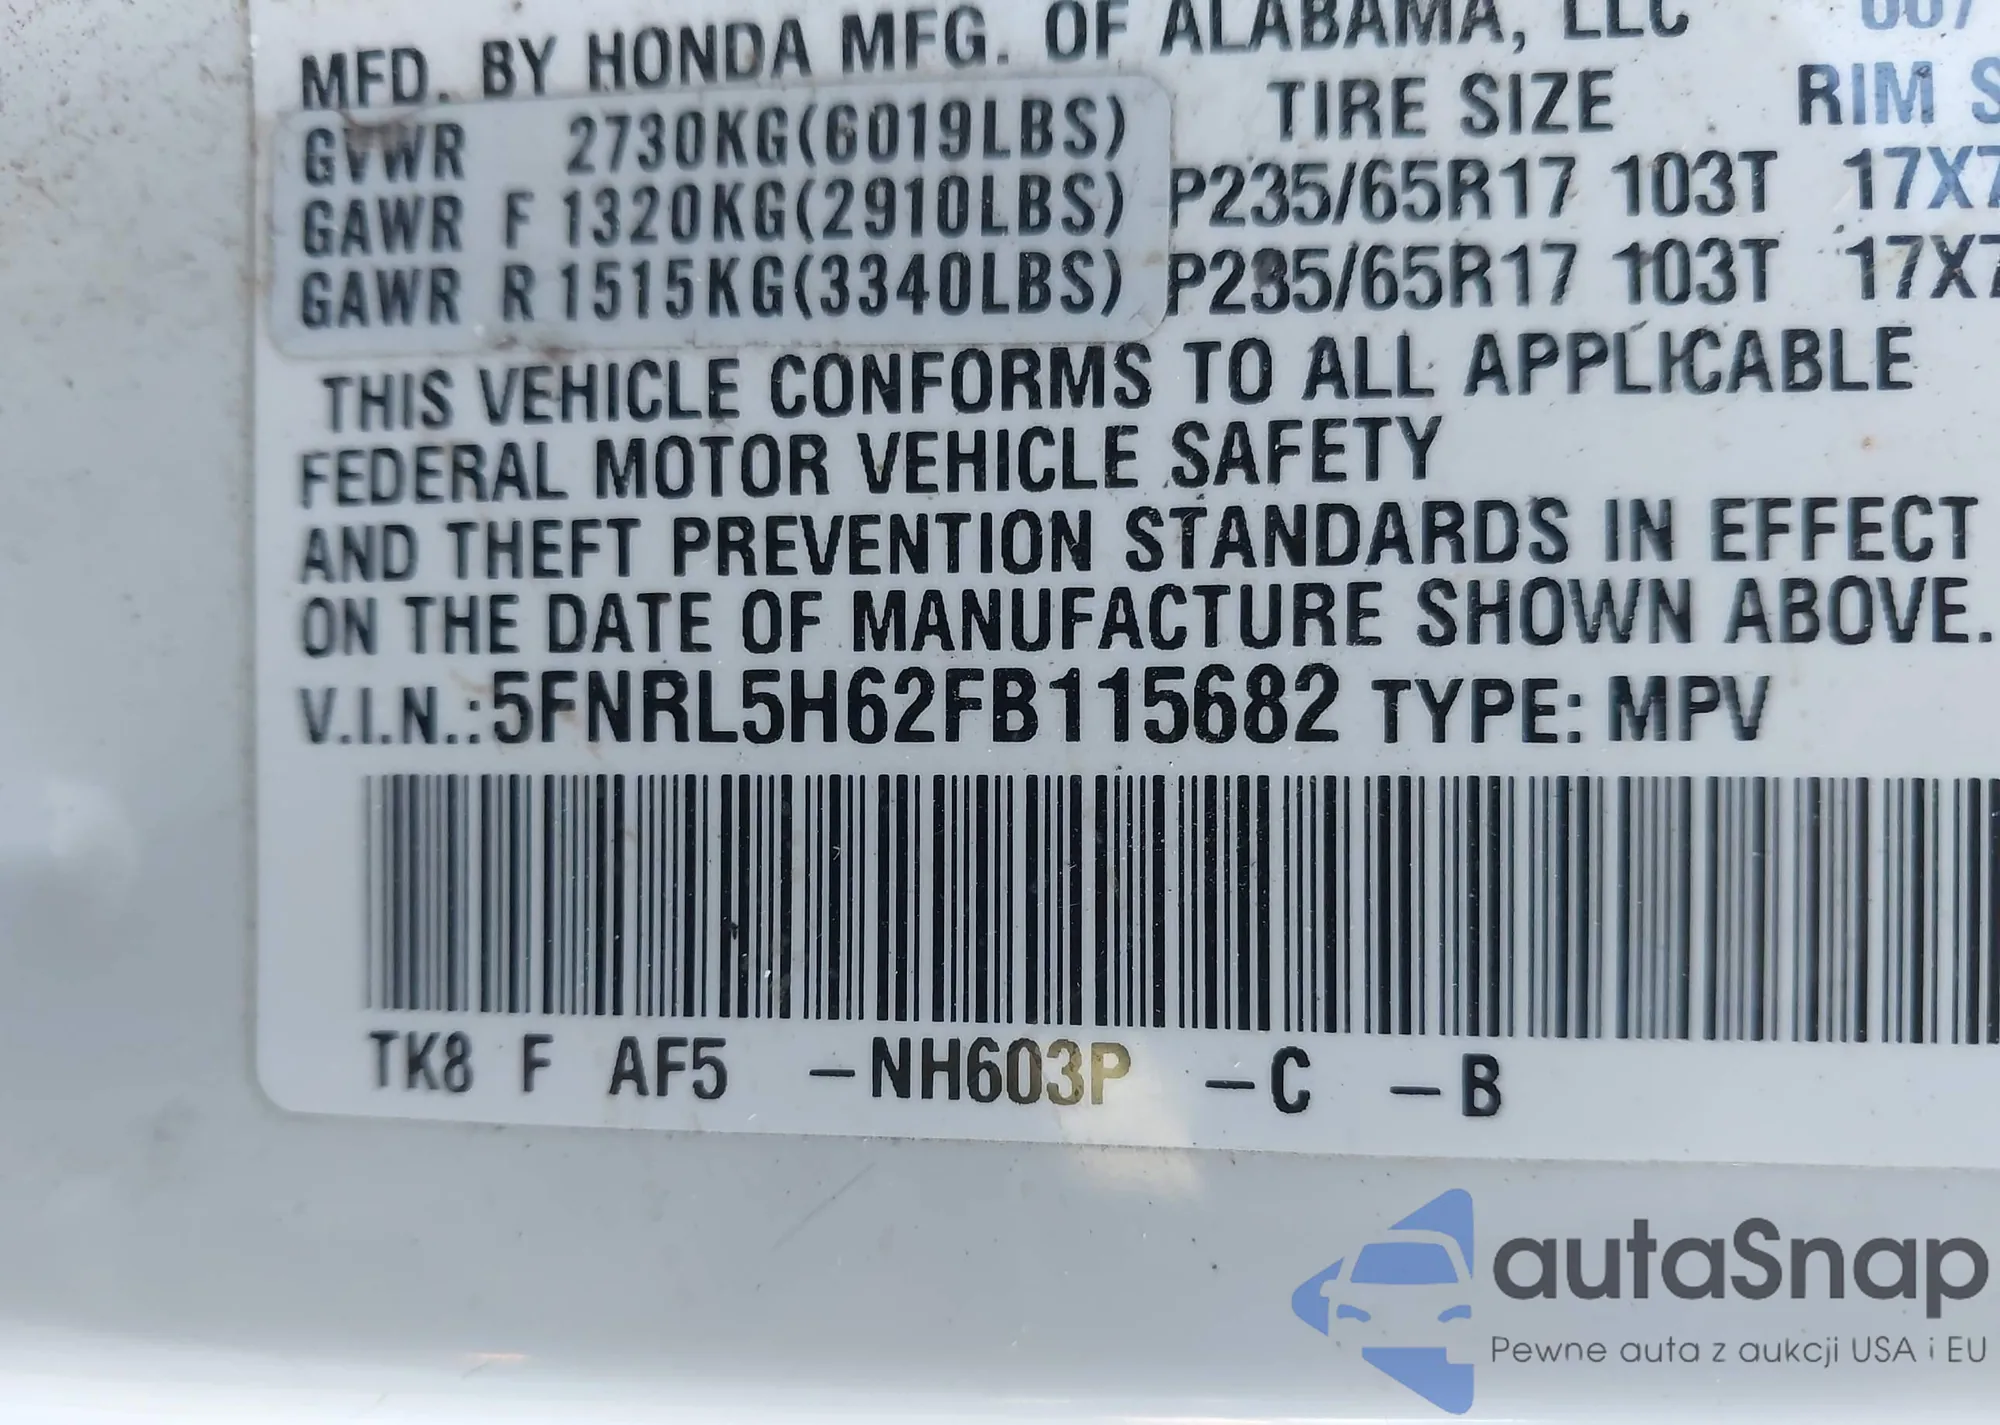 MFD. BY HONDA MFG. OF ALABAMA, LLC
TIRE SIZE RIM
GVWR 2730KG(6019LBS)
GAWR F 1320KG(2910LBS) P235/65R17 103T 17X7
GAWR R 1515KG(3340LBS) P235/65R17 103T 17X7
THIS VEHICLE CONFORMS TO ALL APPLICABLE
FEDERAL MOTOR VEHICLE SAFETY
AND THEFT PREVENTION STANDARDS IN EFFECT
ON THE DATE OF MANUFACTURE SHOWN ABOVE.
V.I.N.:5FNRL5H62FB115682 TYPE: MPV
TK8 F AF5 –NH603P –C –B
autaSnap
Pewne auta z aukcji USA i EU